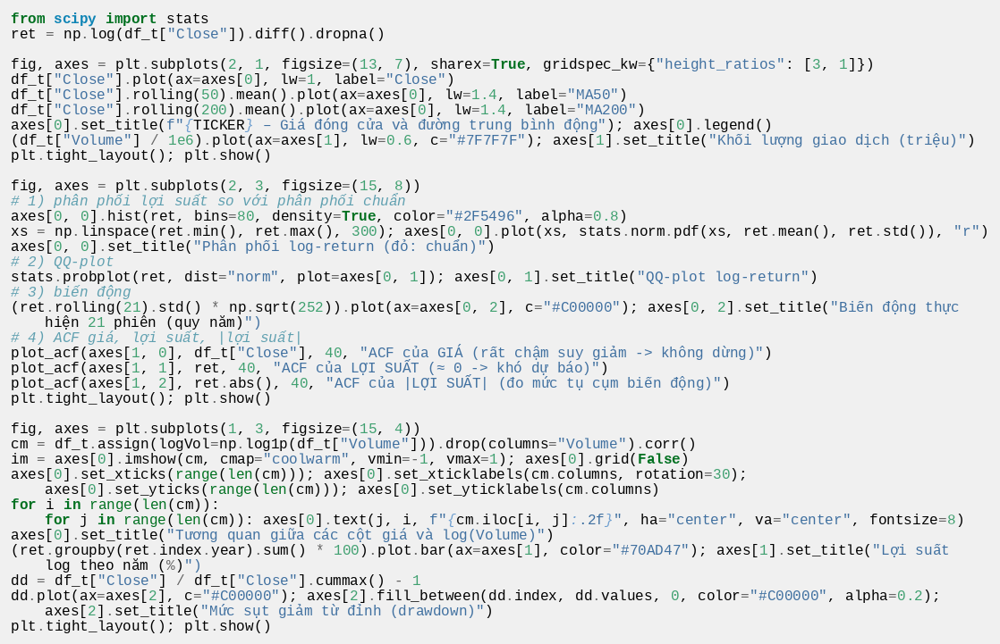 from scipy import stats
ret = np.log(df_t["Close"]).diff().dropna()

fig, axes = plt.subplots(2, 1, figsize=(13, 7), sharex=True, gridspec_kw={"height_ratios": [3, 1]})
df_t["Close"].plot(ax=axes[0], lw=1, label="Close")
df_t["Close"].rolling(50).mean().plot(ax=axes[0], lw=1.4, label="MA50")
df_t["Close"].rolling(200).mean().plot(ax=axes[0], lw=1.4, label="MA200")
axes[0].set_title(f"{TICKER} – Giá đóng cửa và đường trung bình động"); axes[0].legend()
(df_t["Volume"] / 1e6).plot(ax=axes[1], lw=0.6, c="#7F7F7F"); axes[1].set_title("Khối lượng giao dịch (triệu)")
plt.tight_layout(); plt.show()

fig, axes = plt.subplots(2, 3, figsize=(15, 8))
# 1) phân phối lợi suất so với phân phối chuẩn
axes[0, 0].hist(ret, bins=80, density=True, color="#2F5496", alpha=0.8)
xs = np.linspace(ret.min(), ret.max(), 300); axes[0, 0].plot(xs, stats.norm.pdf(xs, ret.mean(), ret.std()), "r")
axes[0, 0].set_title("Phân phối log-return (đỏ: chuẩn)")
# 2) QQ-plot
stats.probplot(ret, dist="norm", plot=axes[0, 1]); axes[0, 1].set_title("QQ-plot log-return")
# 3) biến động
(ret.rolling(21).std() * np.sqrt(252)).plot(ax=axes[0, 2], c="#C00000"); axes[0, 2].set_title("Biến động thực
    hiện 21 phiên (quy năm)")
# 4) ACF giá, lợi suất, |lợi suất|
plot_acf(axes[1, 0], df_t["Close"], 40, "ACF của GIÁ (rất chậm suy giảm -> không dừng)")
plot_acf(axes[1, 1], ret, 40, "ACF của LỢI SUẤT (≈ 0 -> khó dự báo)")
plot_acf(axes[1, 2], ret.abs(), 40, "ACF của |LỢI SUẤT| (đo mức tụ cụm biến động)")
plt.tight_layout(); plt.show()

fig, axes = plt.subplots(1, 3, figsize=(15, 4))
cm = df_t.assign(logVol=np.log1p(df_t["Volume"])).drop(columns="Volume").corr()
im = axes[0].imshow(cm, cmap="coolwarm", vmin=-1, vmax=1); axes[0].grid(False)
axes[0].set_xticks(range(len(cm))); axes[0].set_xticklabels(cm.columns, rotation=30);
    axes[0].set_yticks(range(len(cm))); axes[0].set_yticklabels(cm.columns)
for i in range(len(cm)):
    for j in range(len(cm)): axes[0].text(j, i, f"{cm.iloc[i, j]:.2f}", ha="center", va="center", fontsize=8)
axes[0].set_title("Tương quan giữa các cột giá và log(Volume)")
(ret.groupby(ret.index.year).sum() * 100).plot.bar(ax=axes[1], color="#70AD47"); axes[1].set_title("Lợi suất
    log theo năm (%)")
dd = df_t["Close"] / df_t["Close"].cummax() - 1
dd.plot(ax=axes[2], c="#C00000"); axes[2].fill_between(dd.index, dd.values, 0, color="#C00000", alpha=0.2);
    axes[2].set_title("Mức sụt giảm từ đỉnh (drawdown)")
plt.tight_layout(); plt.show()